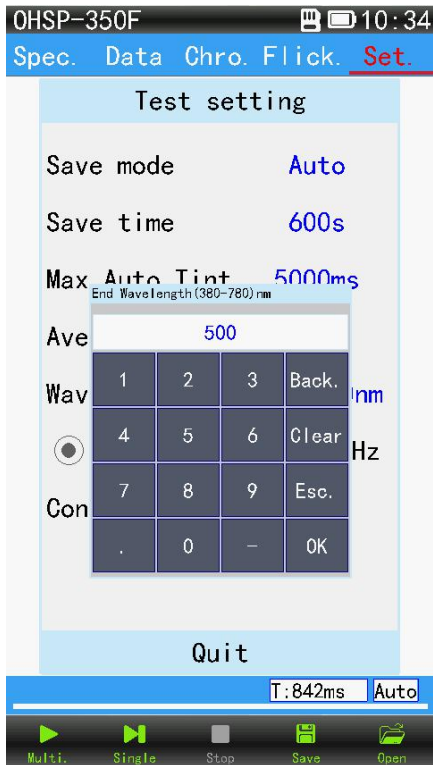 OHSP-350F 10:34
Spec. Data Chro. Flick. Set.
Test setting
Save mode Auto
Save time 600s
Max Auto Tint 5000ms
End Wavelength(380-780)nm
Ave 500
1 2 3 Back.
Wav nm
4 5 6 Clear
Hz
7 8 9 Esc.
Con
. 0 - OK
Quit
T:842ms Auto
Multi. Single Stop Save Open